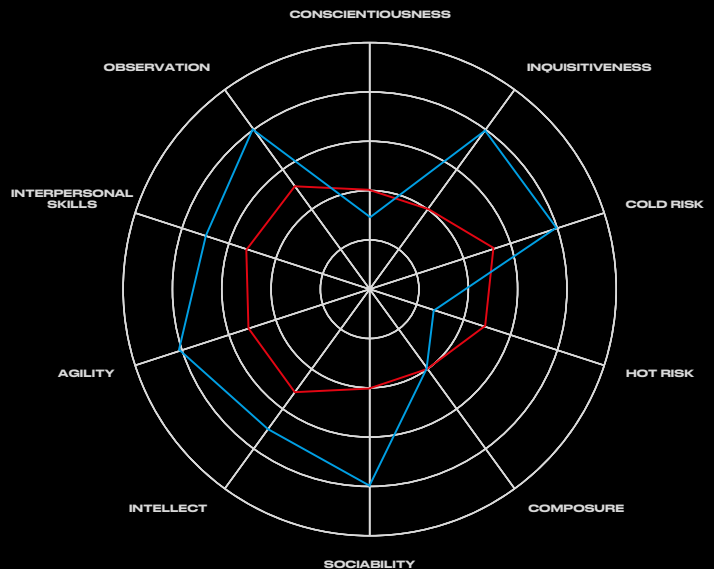 CONSCIENTIOUSNESS
OBSERVATION
INQUISITIVENESS
INTERPERSONAL
SKILLS
COLD RISK
AGILITY
HOT RISK
INTELLECT
COMPOSURE
SOCIABILITY